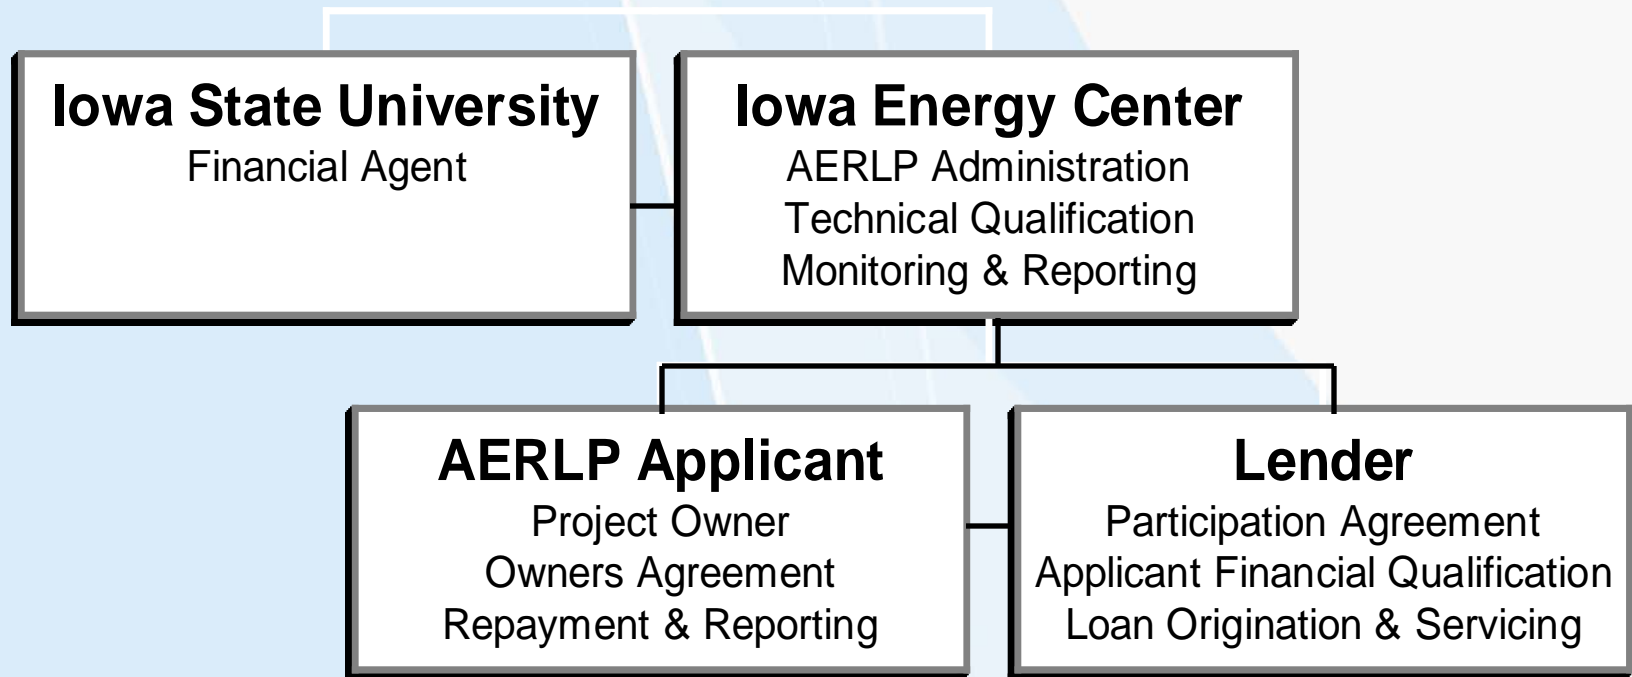 Iowa State University
Financial Agent
Iowa Energy Center
AERLP Administration
Technical Qualification
Monitoring & Reporting
AERLP Applicant
Project Owner
Owners Agreement
Repayment & Reporting
Lender
Participation Agreement
Applicant Financial Qualification
Loan Origination & Servicing